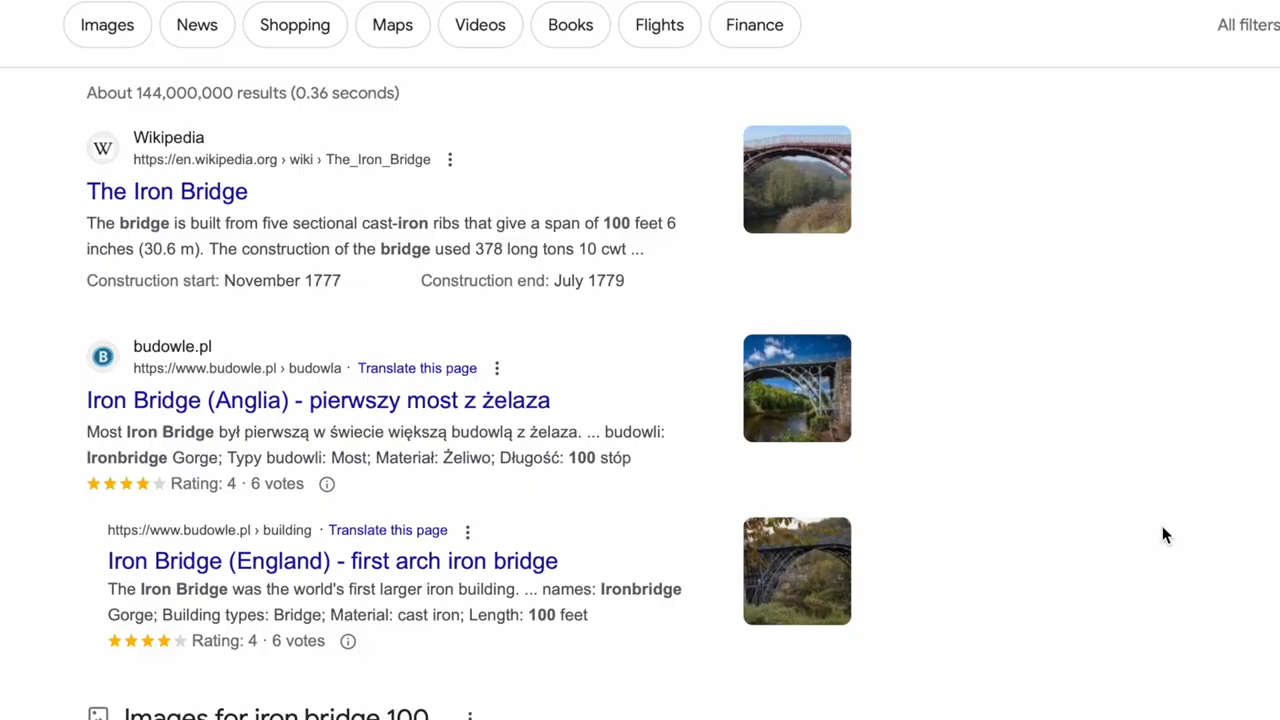 Images
News
Shopping
Maps
Videos
Books
Flights
Finance
All filters
About 144,000,000 results (0.36 seconds)
W
Wikipedia
https://en.wikipedia.org › wiki › The_Iron_Bridge
The Iron Bridge
The bridge is built from five sectional cast-iron ribs that give a span of 100 feet 6
inches (30.6 m). The construction of the bridge used 378 long tons 10 cwt ...
Construction start: November 1777
Construction end: July 1779
B
budowle.pl
https://www.budowle.pl › budowla · Translate this page
Iron Bridge (Anglia) - pierwszy most z żelaza
Most Iron Bridge był pierwszą w świecie większą budowlą z żelaza. ... budowli:
Ironbridge Gorge; Typy budowli: Most; Materiał: Żeliwo; Długość: 100 stóp
Rating: 4 · 6 votes
https://www.budowle.pl › building · Translate this page
Iron Bridge (England) - first arch iron bridge
The Iron Bridge was the world's first larger iron building. ... names: Ironbridge
Gorge; Building types: Bridge; Material: cast iron; Length: 100 feet
Rating: 4 · 6 votes
Images for iron bridge 100